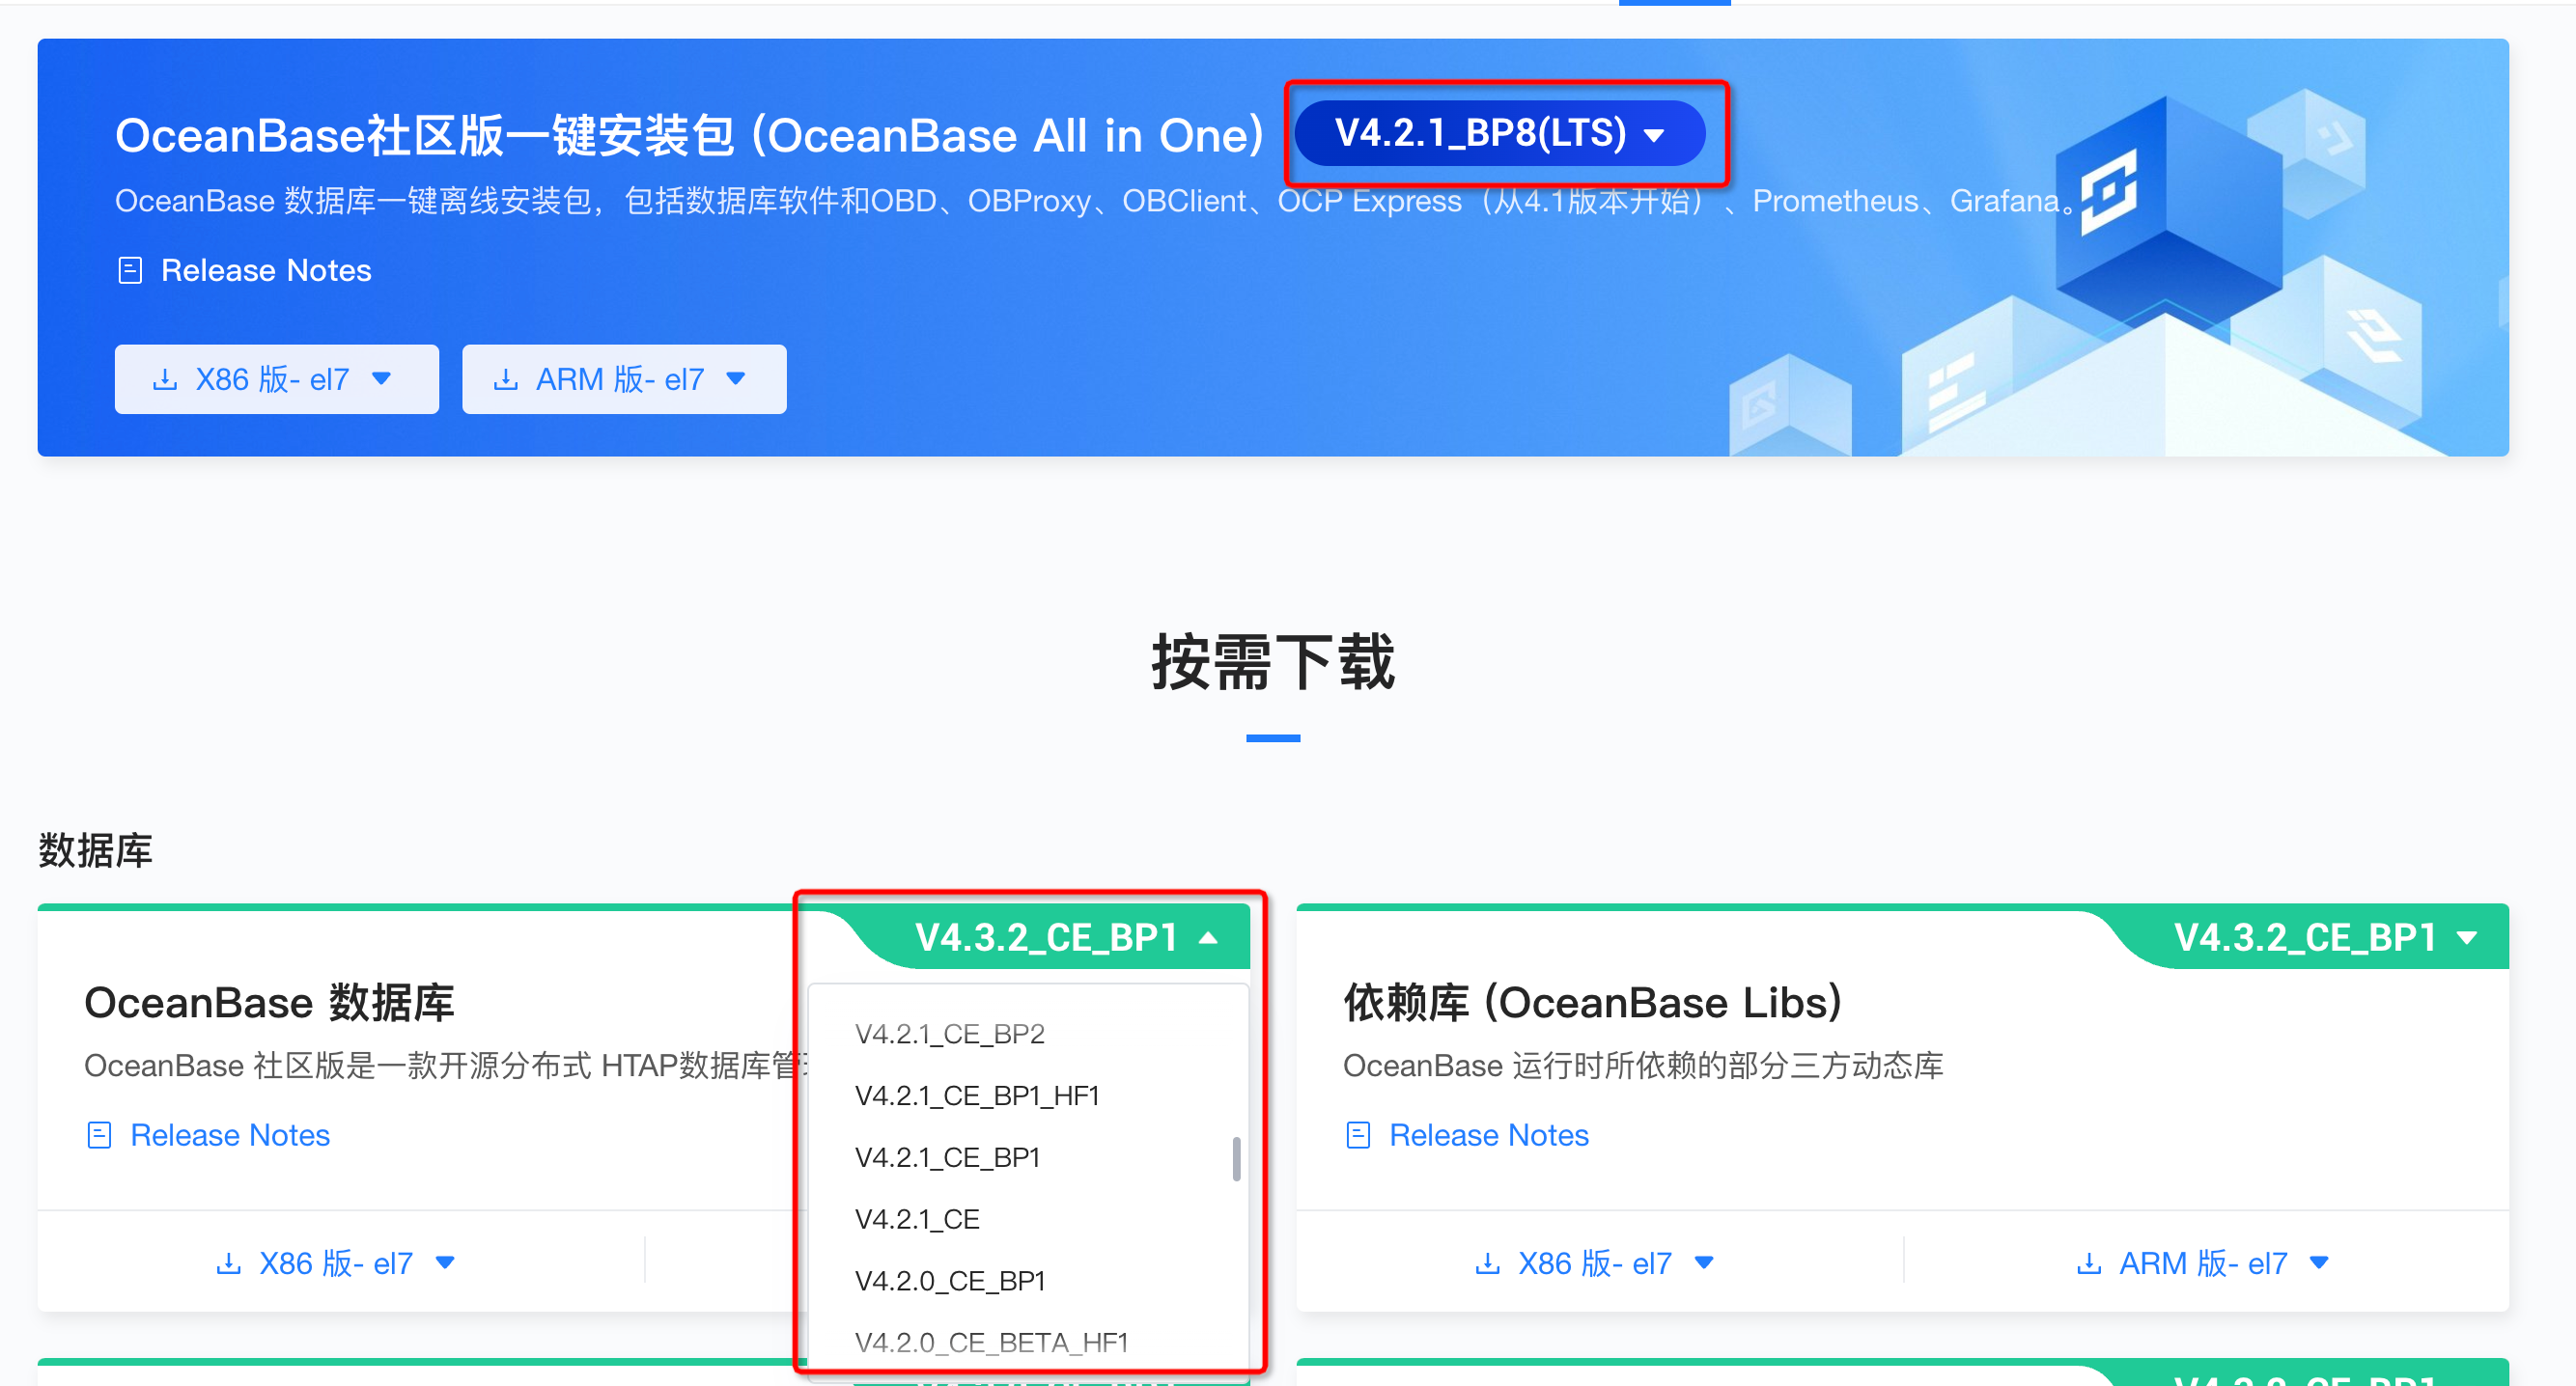 OceanBase社区版一键安装包 (OceanBase All in One)
V4.2.1_BP8(LTS)
OceanBase 数据库一键离线安装包，包括数据库软件和OBD、OBProxy、OBClient、OCP Express（从4.1版本开始）、Prometheus、Grafana。
Release Notes
X86 版- el7
ARM 版- el7
按需下载
数据库
V4.3.2_CE_BP1
OceanBase 数据库
OceanBase 社区版是一款开源分布式 HTAP数据库管
Release Notes
X86 版- el7
V4.2.1_CE_BP2
V4.2.1_CE_BP1_HF1
V4.2.1_CE_BP1
V4.2.1_CE
V4.2.0_CE_BP1
V4.2.0_CE_BETA_HF1
V4.3.2_CE_BP1
依赖库 (OceanBase Libs)
OceanBase 运行时所依赖的部分三方动态库
Release Notes
X86 版- el7
ARM 版- el7